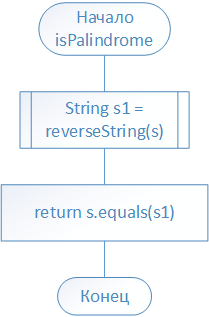 Начало
isPalindrome
String s1 =
reverseString(s)
return s.equals(s1)
Конец